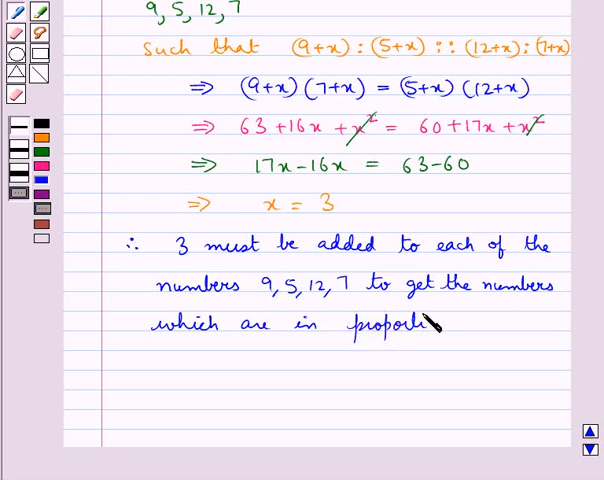 9, 5, 12, 7
Such that (9+x) : (5+x) :: (12+x) : (7+x)
⇒ (9+x) (7+x) = (5+x) (12+x)
⇒ 63 + 16x + x² = 60 + 17x + x²
⇒ 17x - 16x = 63 - 60
⇒ x = 3
∴ 3 must be added to each of the
numbers 9, 5, 12, 7 to get the numbers
which are in proporti